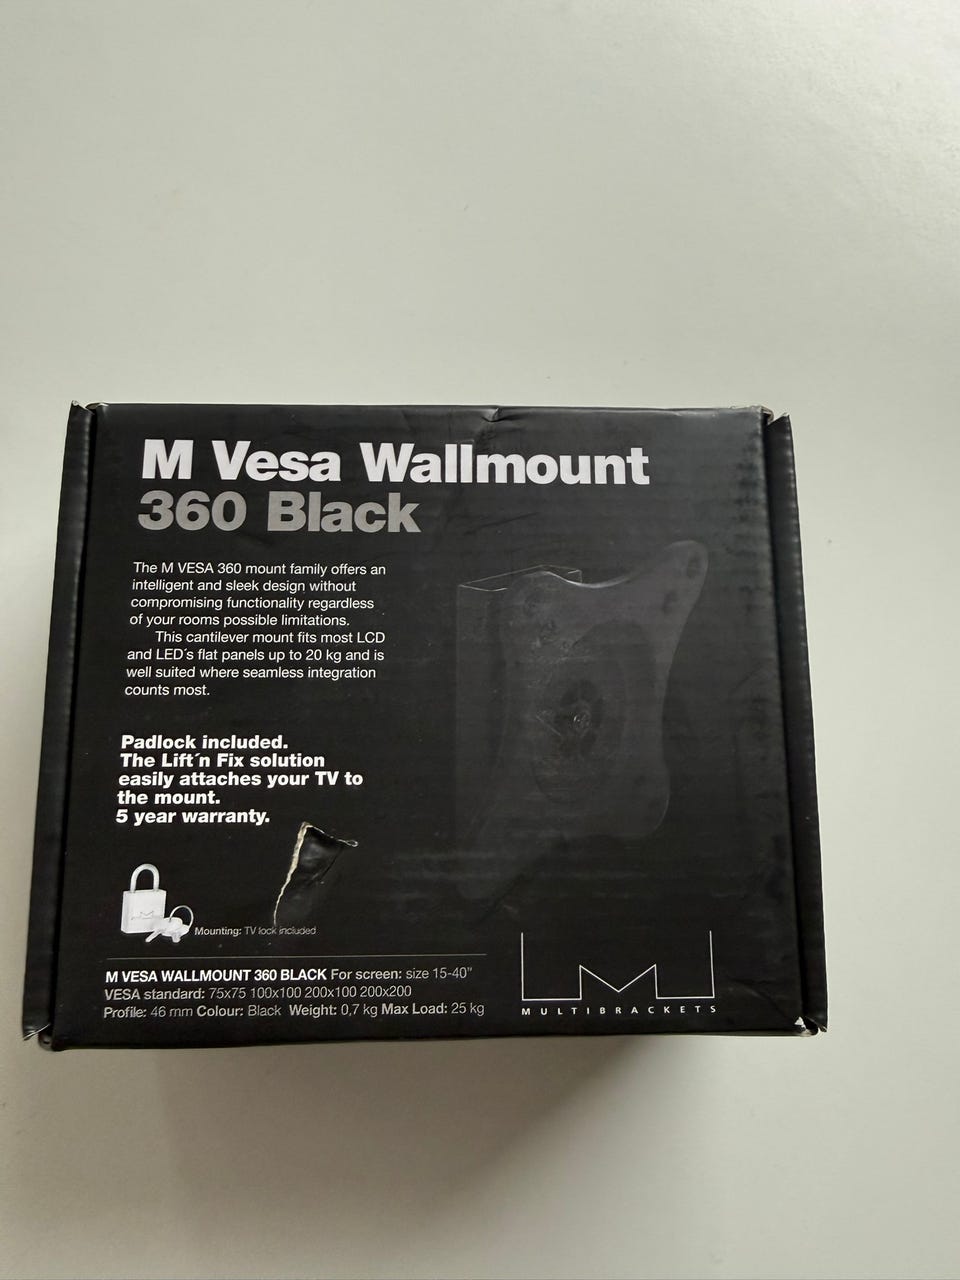 M Vesa Wallmount
360 Black
The M VESA 360 mount family offers an
intelligent and sleek design without
compromising functionality regardless
of your rooms possible limitations.
This cantilever mount fits most LCD
and LED´s flat panels up to 20 kg and is
well suited where seamless integration
counts most.
Padlock included.
The Lift´n Fix solution
easily attaches your TV to
the mount.
5 year warranty.
Mounting: TV lock included
M VESA WALLMOUNT 360 BLACK For screen: size 15-40"
VESA standard: 75x75 100x100 200x100 200x200
Profile: 46 mm Colour: Black Weight: 0,7 kg Max Load: 25 kg
MULTIBRACKETS